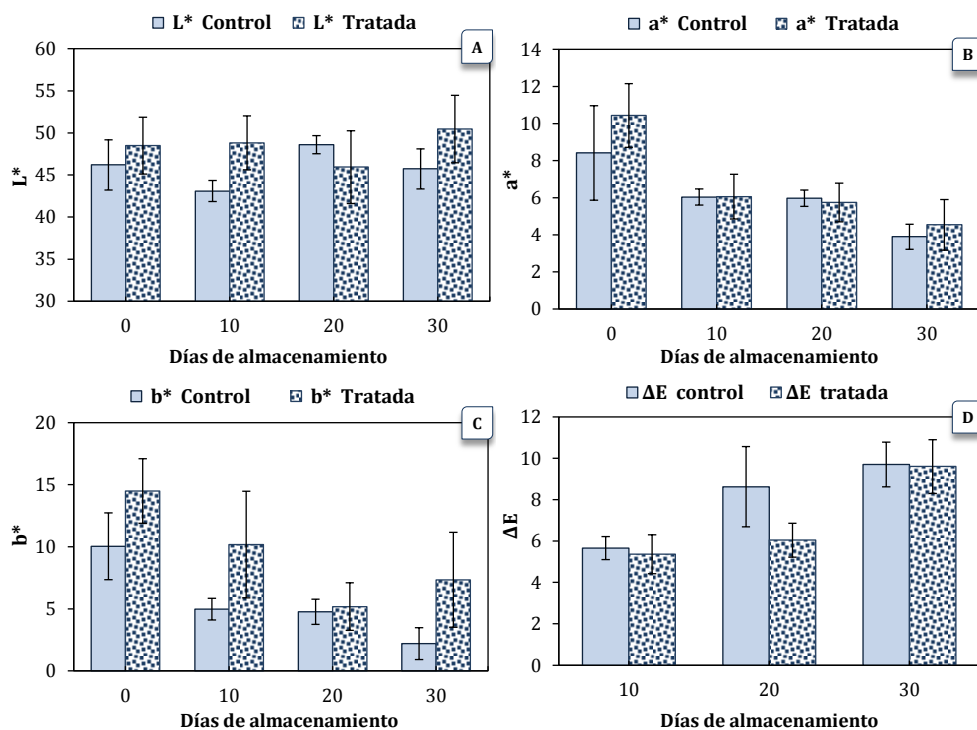 L* Control L* Tratada
A
60
55
50
45
40
35
30
L*
0 10 20 30
Días de almacenamiento
a* Control a* Tratada
B
14
12
10
8
6
4
2
0
a*
0 10 20 30
Días de almacenamiento
b* Control b* Tratada
C
20
15
10
5
0
b*
0 10 20 30
Días de almacenamiento
ΔE control ΔE tratada
D
12
10
8
6
4
2
0
ΔE
10 20 30
Días de almacenamiento